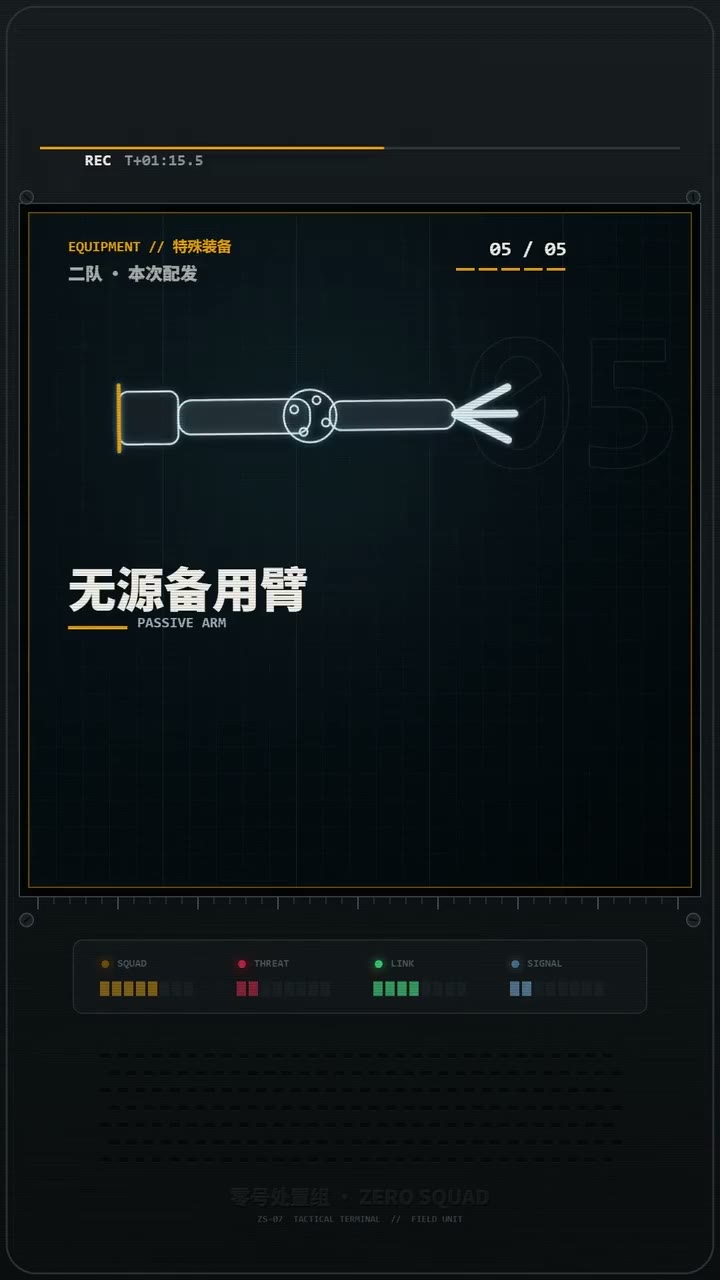 REC T+01:15.5
EQUIPMENT // 特殊装备
05 / 05
二队 · 本次配发
05
无源备用臂
PASSIVE ARM
SQUAD
THREAT
LINK
SIGNAL
零号处置组 · ZERO SQUAD
ZS-07 TACTICAL TERMINAL // FIELD UNIT